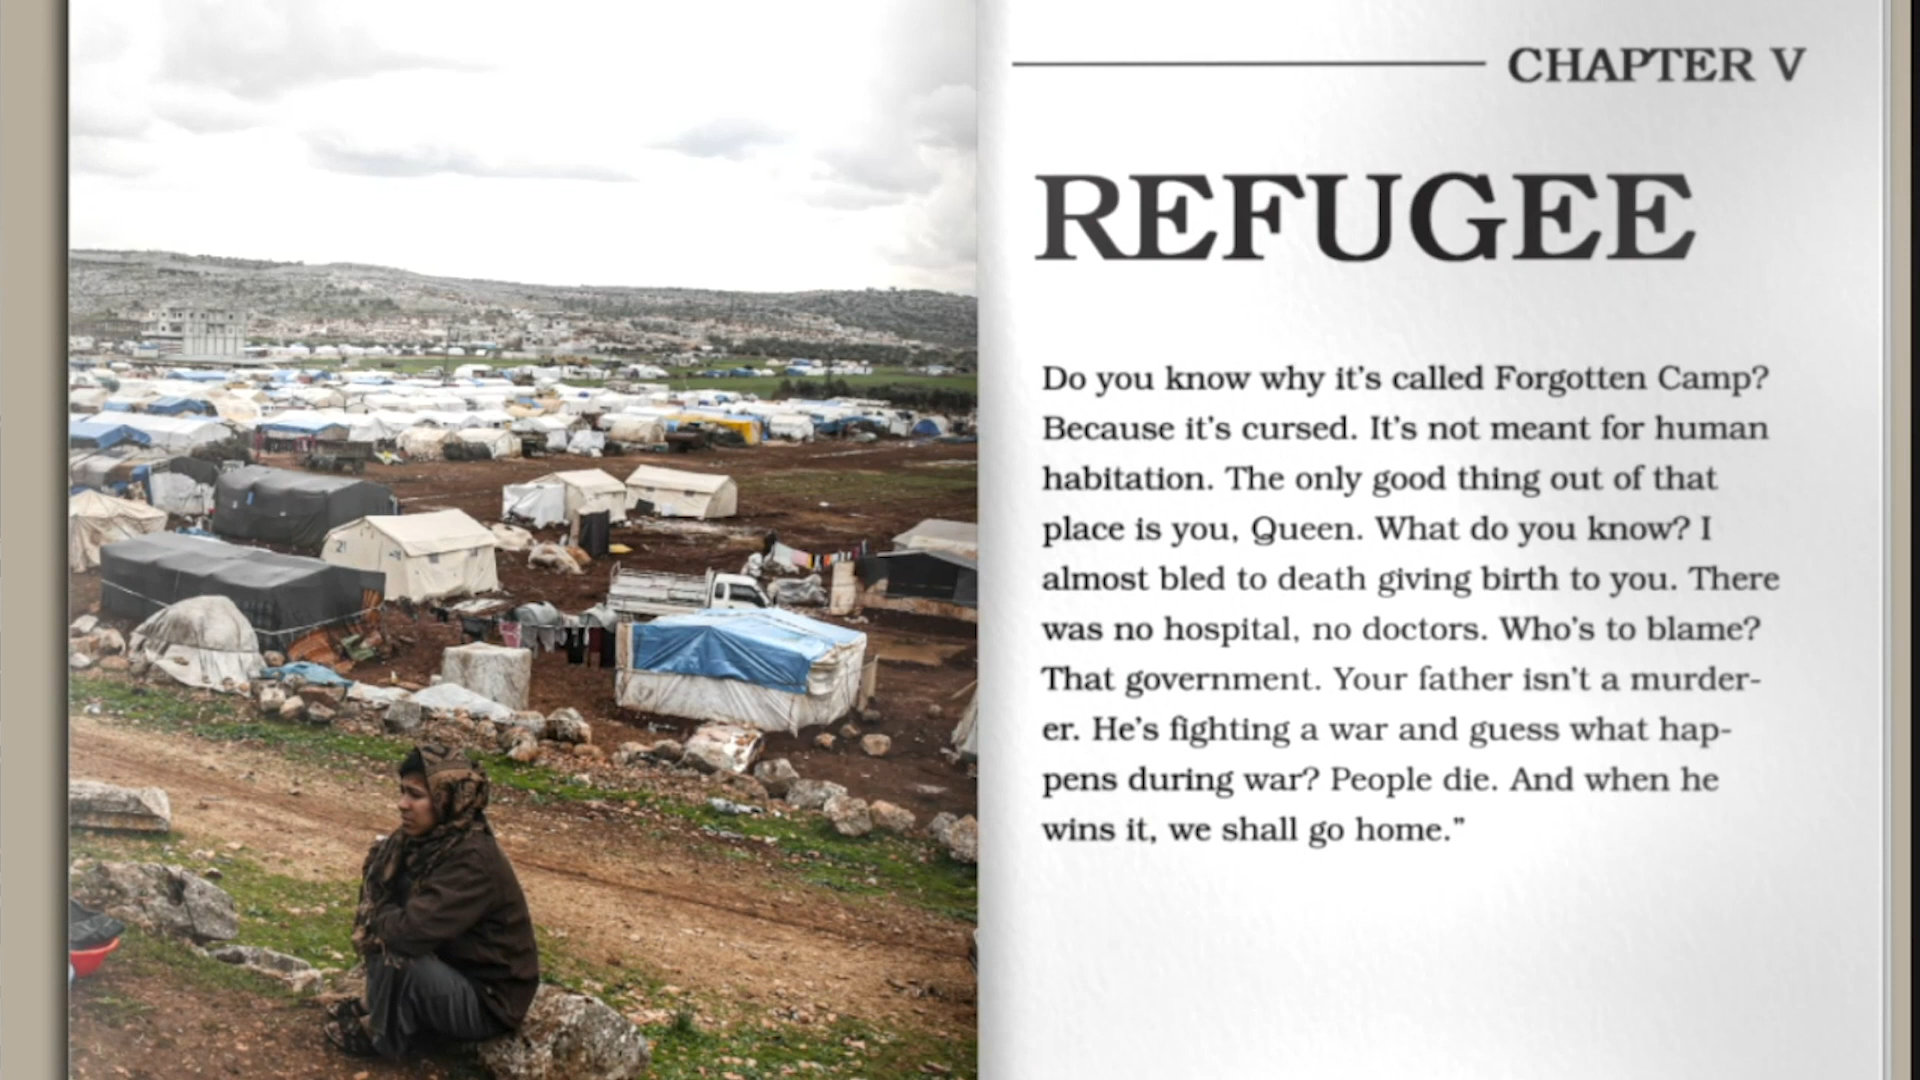 CHAPTER V
REFUGEE
Do you know why it's called Forgotten Camp?
Because it's cursed. It's not meant for human
habitation. The only good thing out of that
place is you, Queen. What do you know? I
almost bled to death giving birth to you. There
was no hospital, no doctors. Who's to blame?
That government. Your father isn't a murder-
er. He's fighting a war and guess what hap-
pens during war? People die. And when he
wins it, we shall go home.”